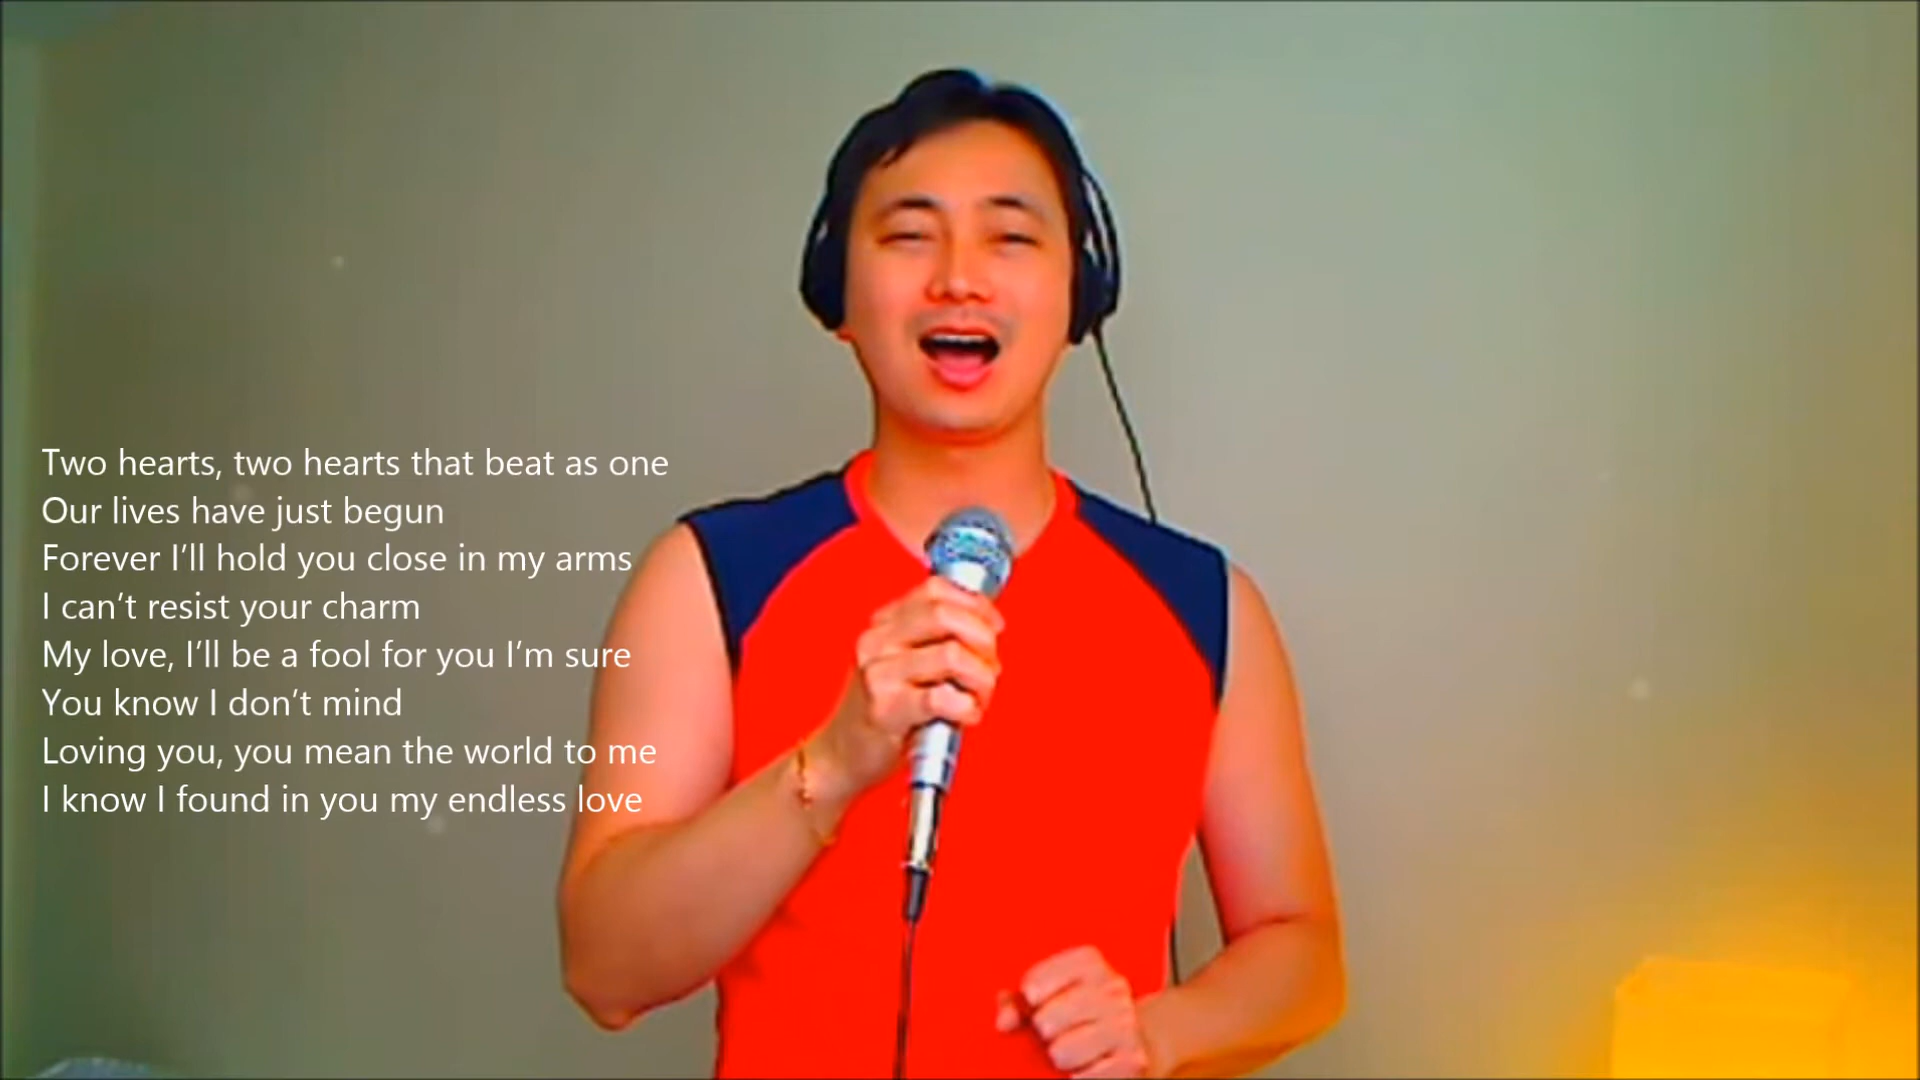 Two hearts, two hearts that beat as one
Our lives have just begun
Forever I’ll hold you close in my arms
I can’t resist your charm
My love, I’ll be a fool for you I’m sure
You know I don’t mind
Loving you, you mean the world to me
I know I found in you my endless love